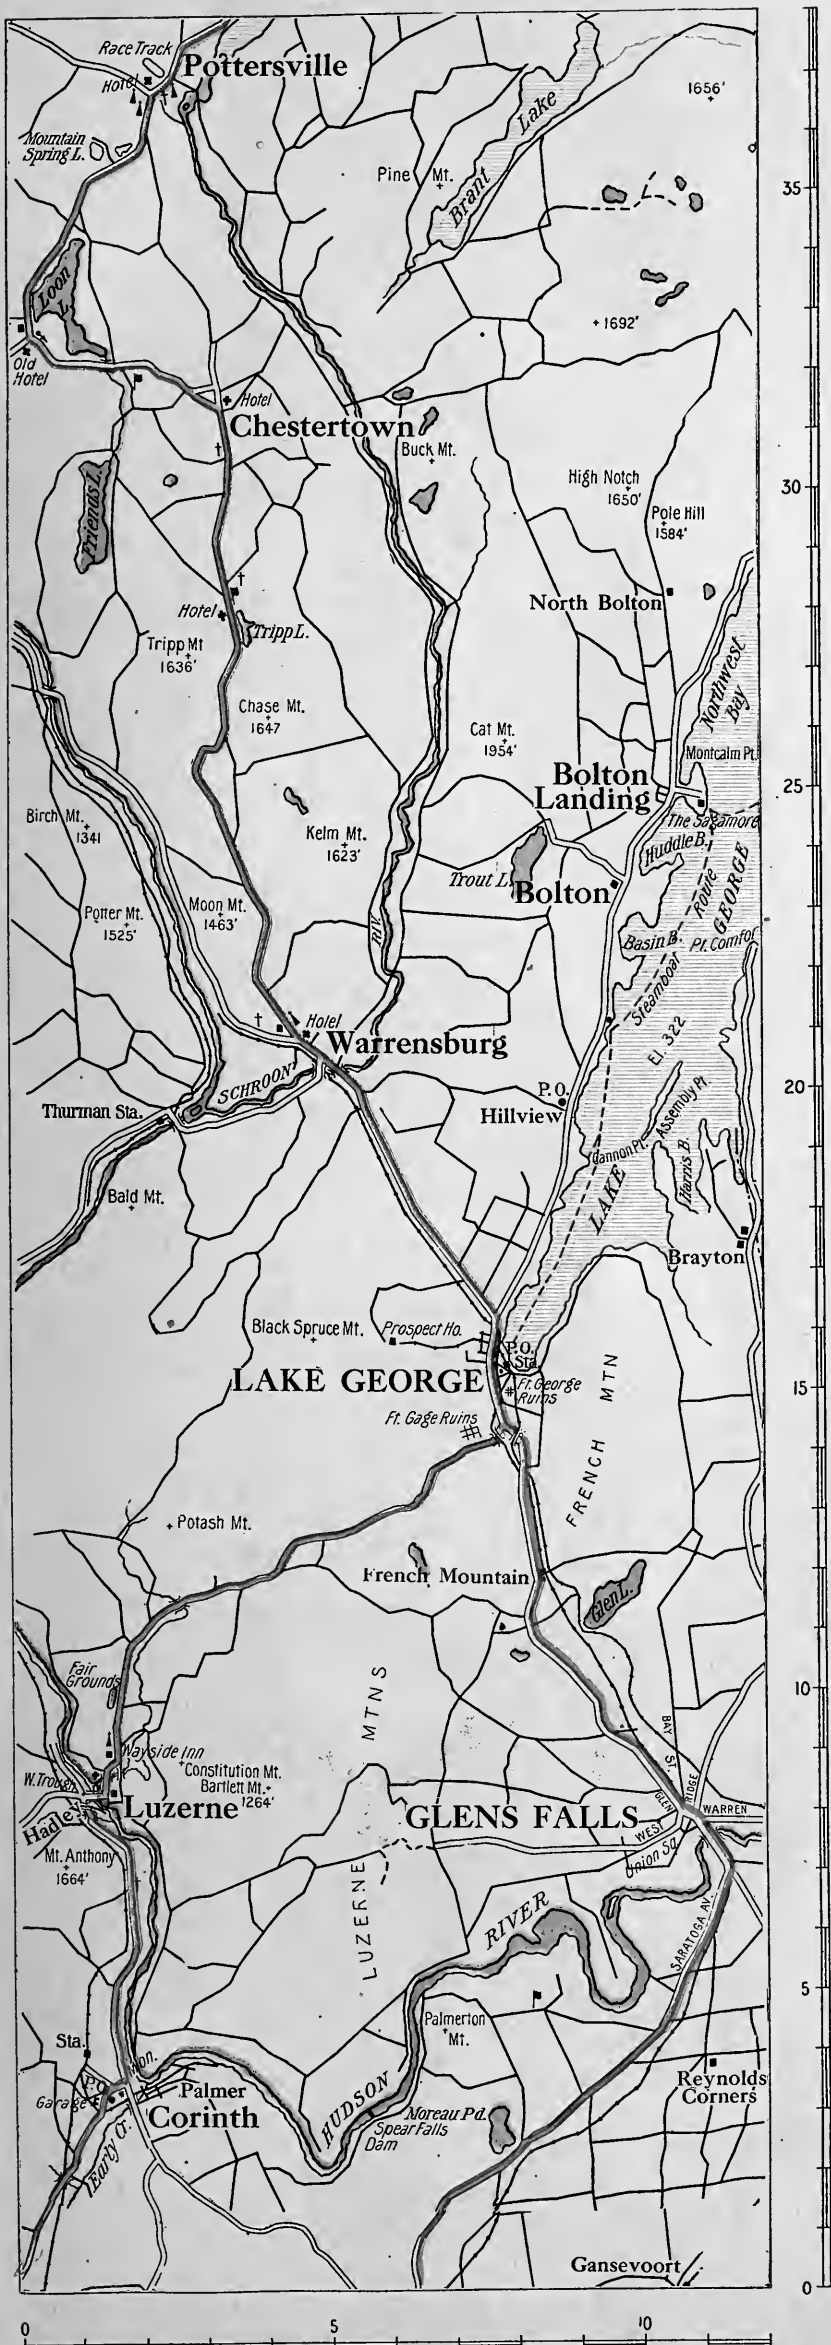 Race Track
Pottersville
Hotel
Mountain
Spring L.
Lake
Brant
1656'
Pine Mt.
35
Loon
L.
1692'
Old
Hotel
Hotel
Chestertown
Buck Mt.
High Notch
1650'
30
Pole Hill
1584'
Friends L.
North Bolton
Hotel
Tripp L.
Tripp Mt
1636'
Northwest
Bay
Chase Mt.
1647
Cat Mt.
1954'
Montcalm Pt.
Bolton
Landing
25
The Sagamore
Birch Mt.
1341
Kelm Mt.
1623'
Huddle B.
Trout L.
Bolton
Route
GEORGE
Moon Mt.
1463'
Potter Mt.
1525'
RIV.
Basin B.
Pt. Comfort
Steamboat
Hotel
Warrensburg
El. 322
SCHROON
P.O.
Hillview
20
Thurman Sta.
Assembly Pt.
Cannon Pt.
Harris B.
LAKE
Bald Mt.
Brayton
Black Spruce Mt.
Prospect Ho.
P.O.
Sta.
LAKE GEORGE
15
Ft. George
Ruins
Ft. Gage Ruins
FRENCH MTN
Potash Mt.
French Mountain
Glen L.
Fair
Grounds
10
MTNS
BAY ST.
Wayside Inn
Constitution Mt.
Bartlett Mt.
1264'
W. Trough
GLEN
RIDGE
WARREN
Hadley
Luzerne
GLENS FALLS
WEST
Union Sq
Mt. Anthony
1664'
LUZERNE
RIVER
SARATOGA AV.
5
Palmerton
Mt.
Sta.
Mon.
Reynolds
Corners
P.O.
Garage
Palmer
Corinth
HUDSON
Moreau Pd.
Spear Falls
Dam
Early Cr.
Gansevoort
0
0
5
10